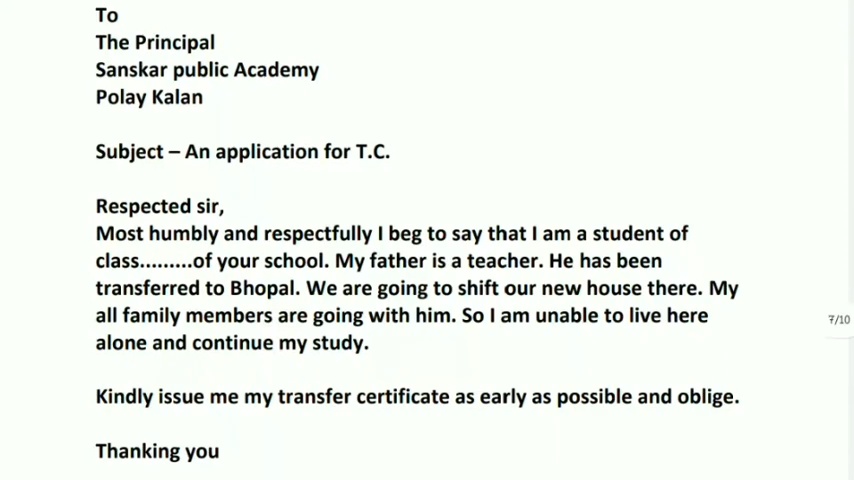 To
The Principal
Sanskar public Academy
Polay Kalan
Subject – An application for T.C.
Respected sir,
Most humbly and respectfully I beg to say that I am a student of
class.........of your school. My father is a teacher. He has been
transferred to Bhopal. We are going to shift our new house there. My
all family members are going with him. So I am unable to live here
alone and continue my study.
Kindly issue me my transfer certificate as early as possible and oblige.
Thanking you
7/10